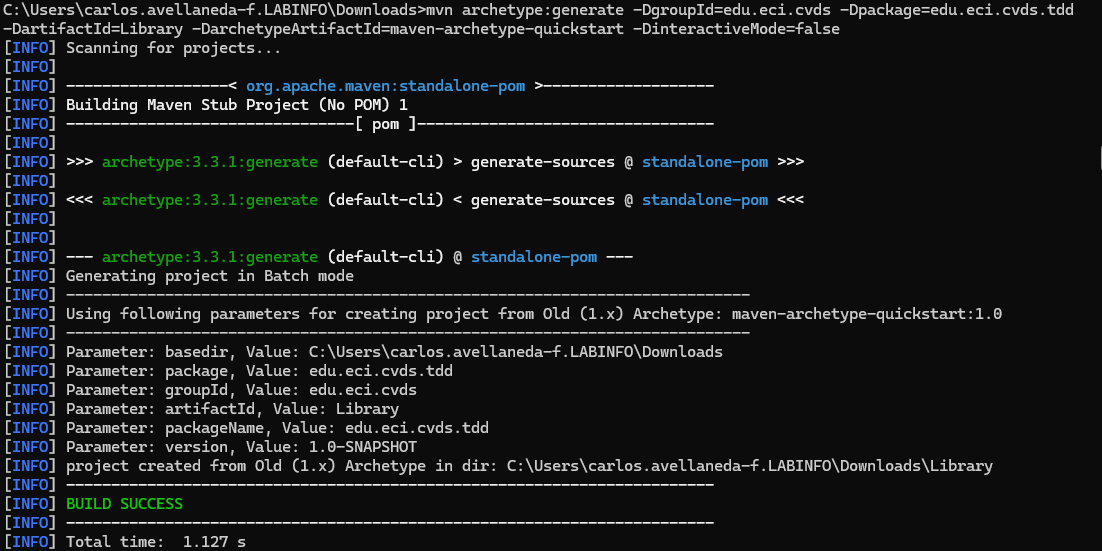 C:\Users\carlos.avellaneda-f.LABINFO\Downloads>mvn archetype:generate -DgroupId=edu.eci.cvds -Dpackage=edu.eci.cvds.tdd
-DartifactId=Library -DarchetypeArtifactId=maven-archetype-quickstart -DinteractiveMode=false
[INFO] Scanning for projects...
[INFO]
[INFO] ------------------< org.apache.maven:standalone-pom >-------------------
[INFO] Building Maven Stub Project (No POM) 1
[INFO] --------------------------------[ pom ]---------------------------------
[INFO]
[INFO] >>> archetype:3.3.1:generate (default-cli) > generate-sources @ standalone-pom >>>
[INFO]
[INFO] <<< archetype:3.3.1:generate (default-cli) < generate-sources @ standalone-pom <<<
[INFO]
[INFO]
[INFO] --- archetype:3.3.1:generate (default-cli) @ standalone-pom ---
[INFO] Generating project in Batch mode
[INFO] ----------------------------------------------------------------------------
[INFO] Using following parameters for creating project from Old (1.x) Archetype: maven-archetype-quickstart:1.0
[INFO] ----------------------------------------------------------------------------
[INFO] Parameter: basedir, Value: C:\Users\carlos.avellaneda-f.LABINFO\Downloads
[INFO] Parameter: package, Value: edu.eci.cvds.tdd
[INFO] Parameter: groupId, Value: edu.eci.cvds
[INFO] Parameter: artifactId, Value: Library
[INFO] Parameter: packageName, Value: edu.eci.cvds.tdd
[INFO] Parameter: version, Value: 1.0-SNAPSHOT
[INFO] project created from Old (1.x) Archetype in dir: C:\Users\carlos.avellaneda-f.LABINFO\Downloads\Library
[INFO] ------------------------------------------------------------------------
[INFO] BUILD SUCCESS
[INFO] ------------------------------------------------------------------------
[INFO] Total time:  1.127 s